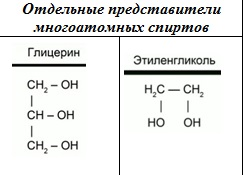 Отдельные представители
многоатомных спиртов
Глицерин
CH₂ – OH
|
CH – OH
|
CH₂ – OH
Этиленгликоль
H₂C — CH₂
|     |
HO   OH